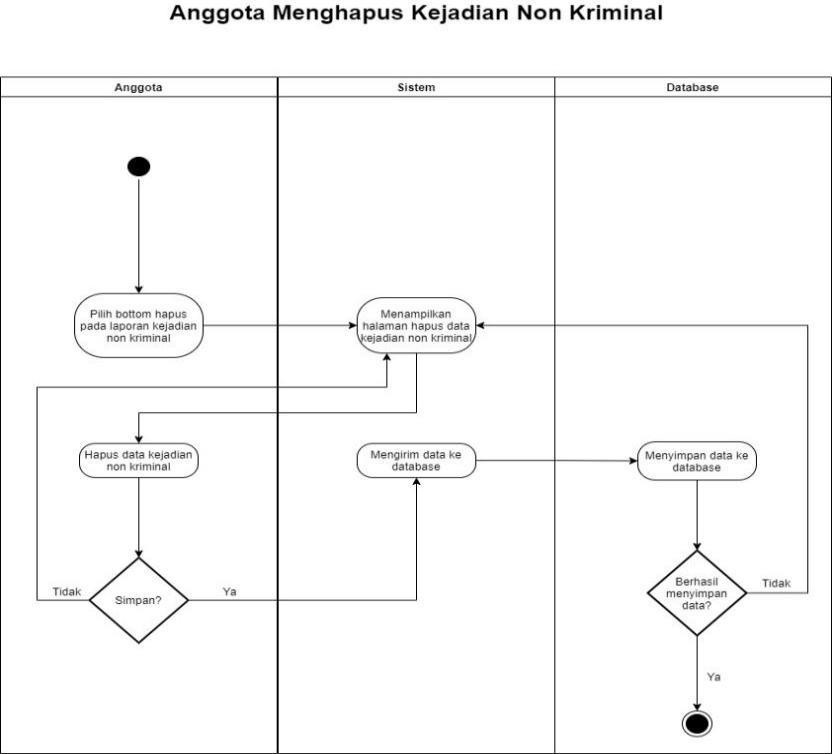 Anggota Menghapus Kejadian Non Kriminal
Anggota
Sistem
Database
Pilih bottom hapus
pada laporan kejadian
non kriminal
Menampilkan
halaman hapus data
kejadian non kriminal
Hapus data kejadian
non kriminal
Mengirim data ke
database
Menyimpan data ke
database
Tidak
Simpan?
Ya
Berhasil
menyimpan
data?
Tidak
Ya